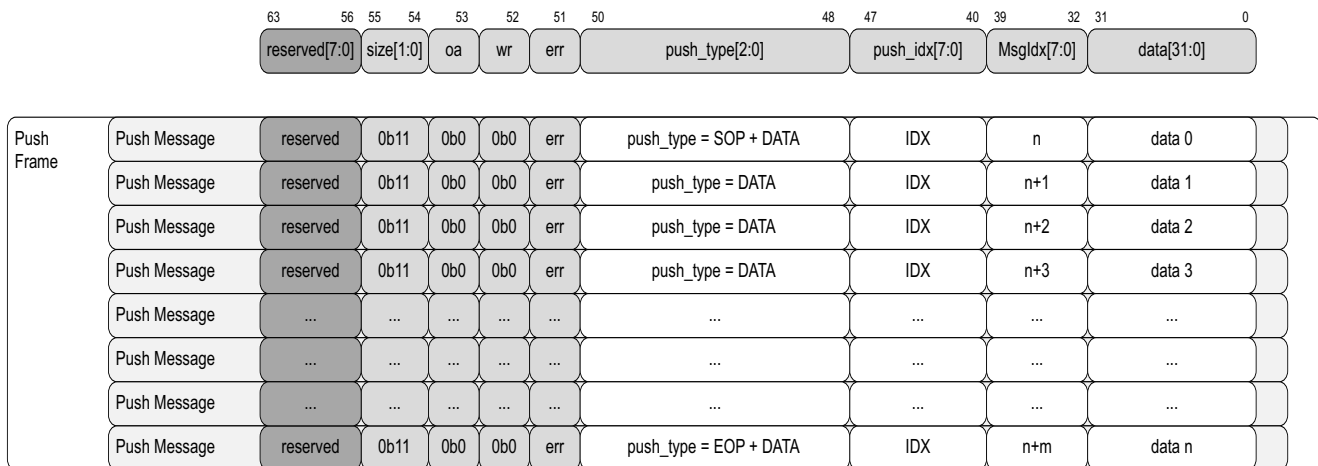 63 56 55 54 53 52 51 50 48 47 40 39 32 31 0
reserved[7:0] size[1:0] oa wr err push_type[2:0] push_idx[7:0] MsgIdx[7:0] data[31:0]
Push Frame
Push Message reserved 0b11 0b0 0b0 err push_type = SOP + DATA IDX n data 0
Push Message reserved 0b11 0b0 0b0 err push_type = DATA IDX n+1 data 1
Push Message reserved 0b11 0b0 0b0 err push_type = DATA IDX n+2 data 2
Push Message reserved 0b11 0b0 0b0 err push_type = DATA IDX n+3 data 3
Push Message ... ... ... ... ... ... ... ... ...
Push Message ... ... ... ... ... ... ... ... ...
Push Message ... ... ... ... ... ... ... ... ...
Push Message reserved 0b11 0b0 0b0 err push_type = EOP + DATA IDX n+m data n